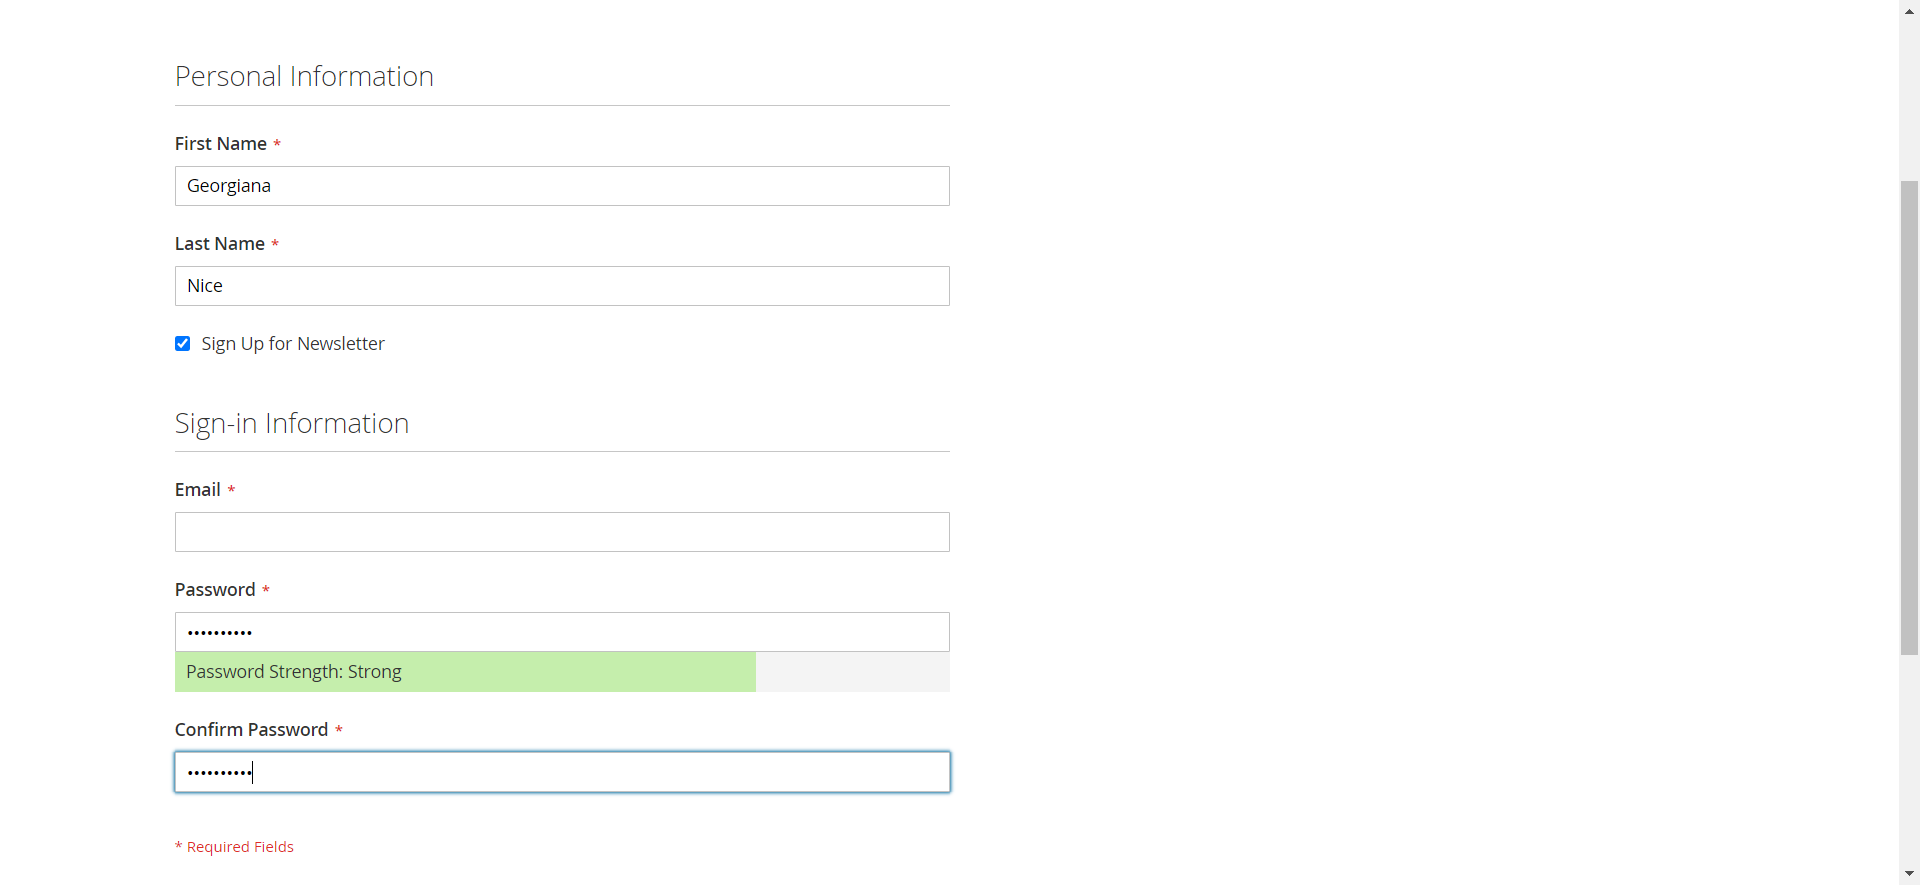 Personal Information
First Name *
Georgiana
Last Name *
Nice
Sign Up for Newsletter
Sign-in Information
Email *
Password *
••••••••••
Password Strength: Strong
Confirm Password *
••••••••••
* Required Fields